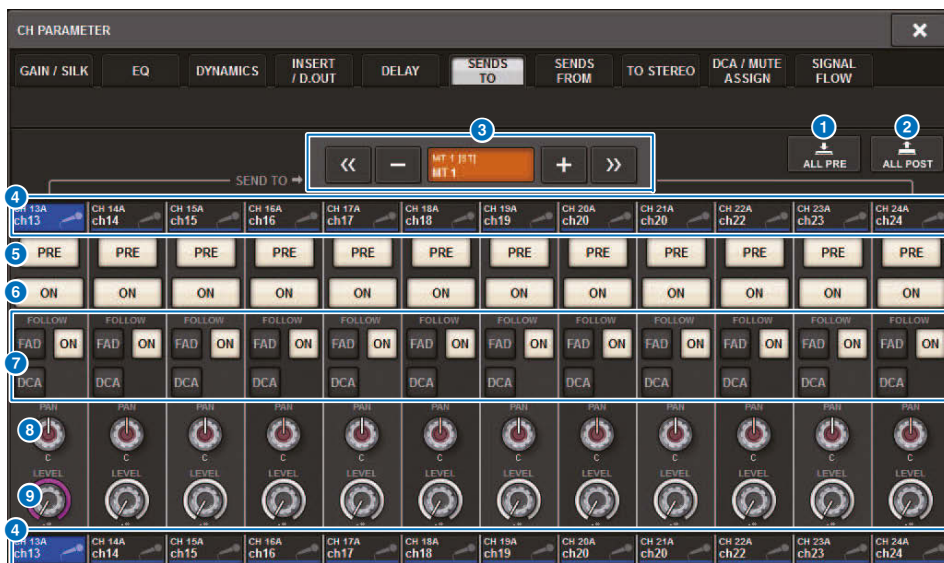 CH PARAMETER
GAIN / SILK EQ DYNAMICS INSERT / D.OUT DELAY SENDS TO SENDS FROM TO STEREO DCA / MUTE ASSIGN SIGNAL FLOW
3 1 2
MT 1 [ST]
MT 1
ALL PRE ALL POST
SEND TO
4
CH 13A CH 14A CH 15A CH 16A CH 17A CH 18A CH 19A CH 20A CH 21A CH 22A CH 23A CH 24A
ch13 ch14 ch15 ch16 ch17 ch18 ch19 ch20 ch20 ch22 ch23 ch24
5 PRE PRE PRE PRE PRE PRE PRE PRE PRE PRE PRE PRE
6 ON ON ON ON ON ON ON ON ON ON ON ON
FOLLOW FOLLOW FOLLOW FOLLOW FOLLOW FOLLOW FOLLOW FOLLOW FOLLOW FOLLOW FOLLOW FOLLOW
FAD ON FAD ON FAD ON FAD ON FAD ON FAD ON FAD ON FAD ON FAD ON FAD ON FAD ON FAD ON
7
DCA DCA DCA DCA DCA DCA DCA DCA DCA DCA DCA DCA
PAN PAN PAN PAN PAN PAN PAN PAN PAN PAN PAN PAN
8
C C C C C C C C C C C C
LEVEL LEVEL LEVEL LEVEL LEVEL LEVEL LEVEL LEVEL LEVEL LEVEL LEVEL LEVEL
9
4
CH 13A CH 14A CH 15A CH 16A CH 17A CH 18A CH 19A CH 20A CH 21A CH 22A CH 23A CH 24A
ch13 ch14 ch15 ch16 ch17 ch18 ch19 ch20 ch20 ch22 ch23 ch24